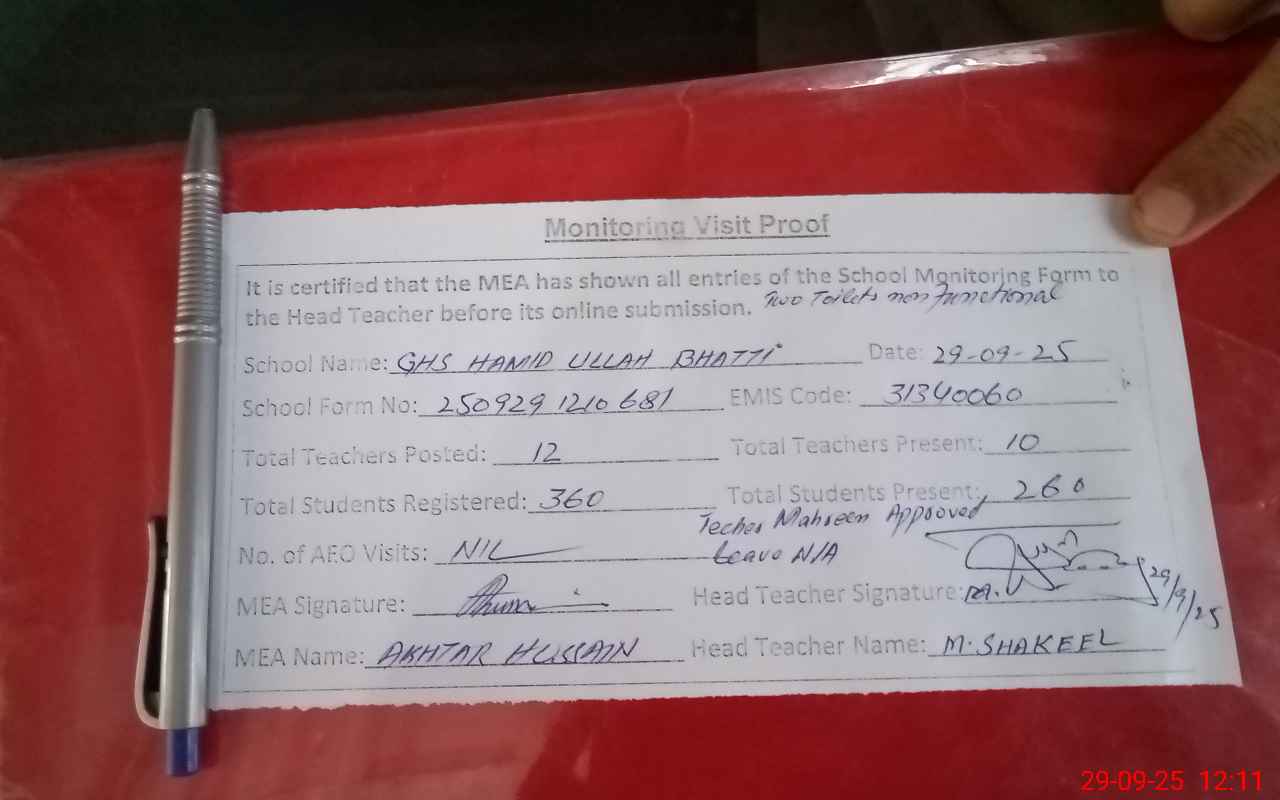 Monitoring Visit Proof
It is certified that the MEA has shown all entries of the School Monitoring Form to
the Head Teacher before its online submission. Two Toilets non functional
School Name: GHS HAMID ULLAH BHATTI Date: 29-09-25
School Form No: 250929 1210 681 EMIS Code: 31340060
Total Teachers Posted: 12 Total Teachers Present: 10
Total Students Registered: 360 Total Students Present: 260
Techer Mahreen Approved
No. of AEO Visits: NIL Leave N/A
MEA Signature: Head Teacher Signature: 29/9/25
MEA Name: AKHTAR HUSSAIN Head Teacher Name: M. SHAKEEL
29-09-25 12:11